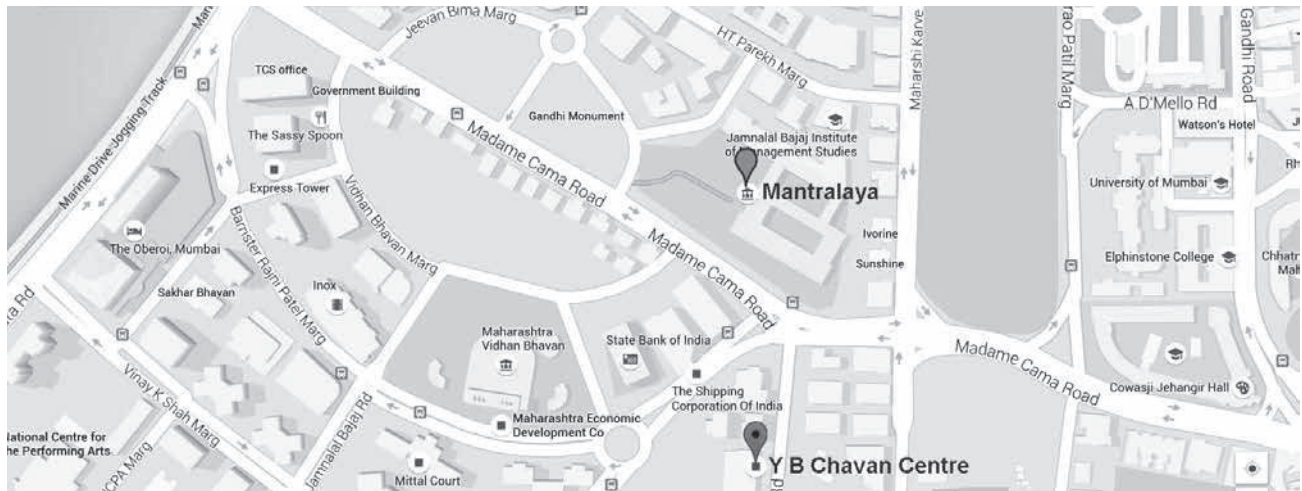 Jeevan Bima Marg
HT Parekh Marg
Maharshi Karve
Gandhi Road
rao Patil Marg
TCS office
Government Building
The Sassy Spoon
Express Tower
Marine Drive Jogging Track
Madame Cama Road
Gandhi Monument
Jamnalal Bajaj Institute
of Management Studies
Mantralaya
A D'Mello Rd
Watson's Hotel
University of Mumbai
Elphinstone College
Cowasji Jehangir Hall
Ivorine
Sunshine
Vidhan Bhavan Marg
Barrister Rajni Patel Marg
The Oberoi, Mumbai
Sakhar Bhavan
Inox
Madame Cama Road
Maharashtra
Vidhan Bhavan
State Bank of India
The Shipping
Corporation Of India
Madame Cama Road
Vinay K Shah Marg
Jamnalal Bajaj Rd
Maharashtra Economic
Development Co
National Centre for
he Performing Arts
NCPA Marg
Mittal Court
Y B Chavan Centre